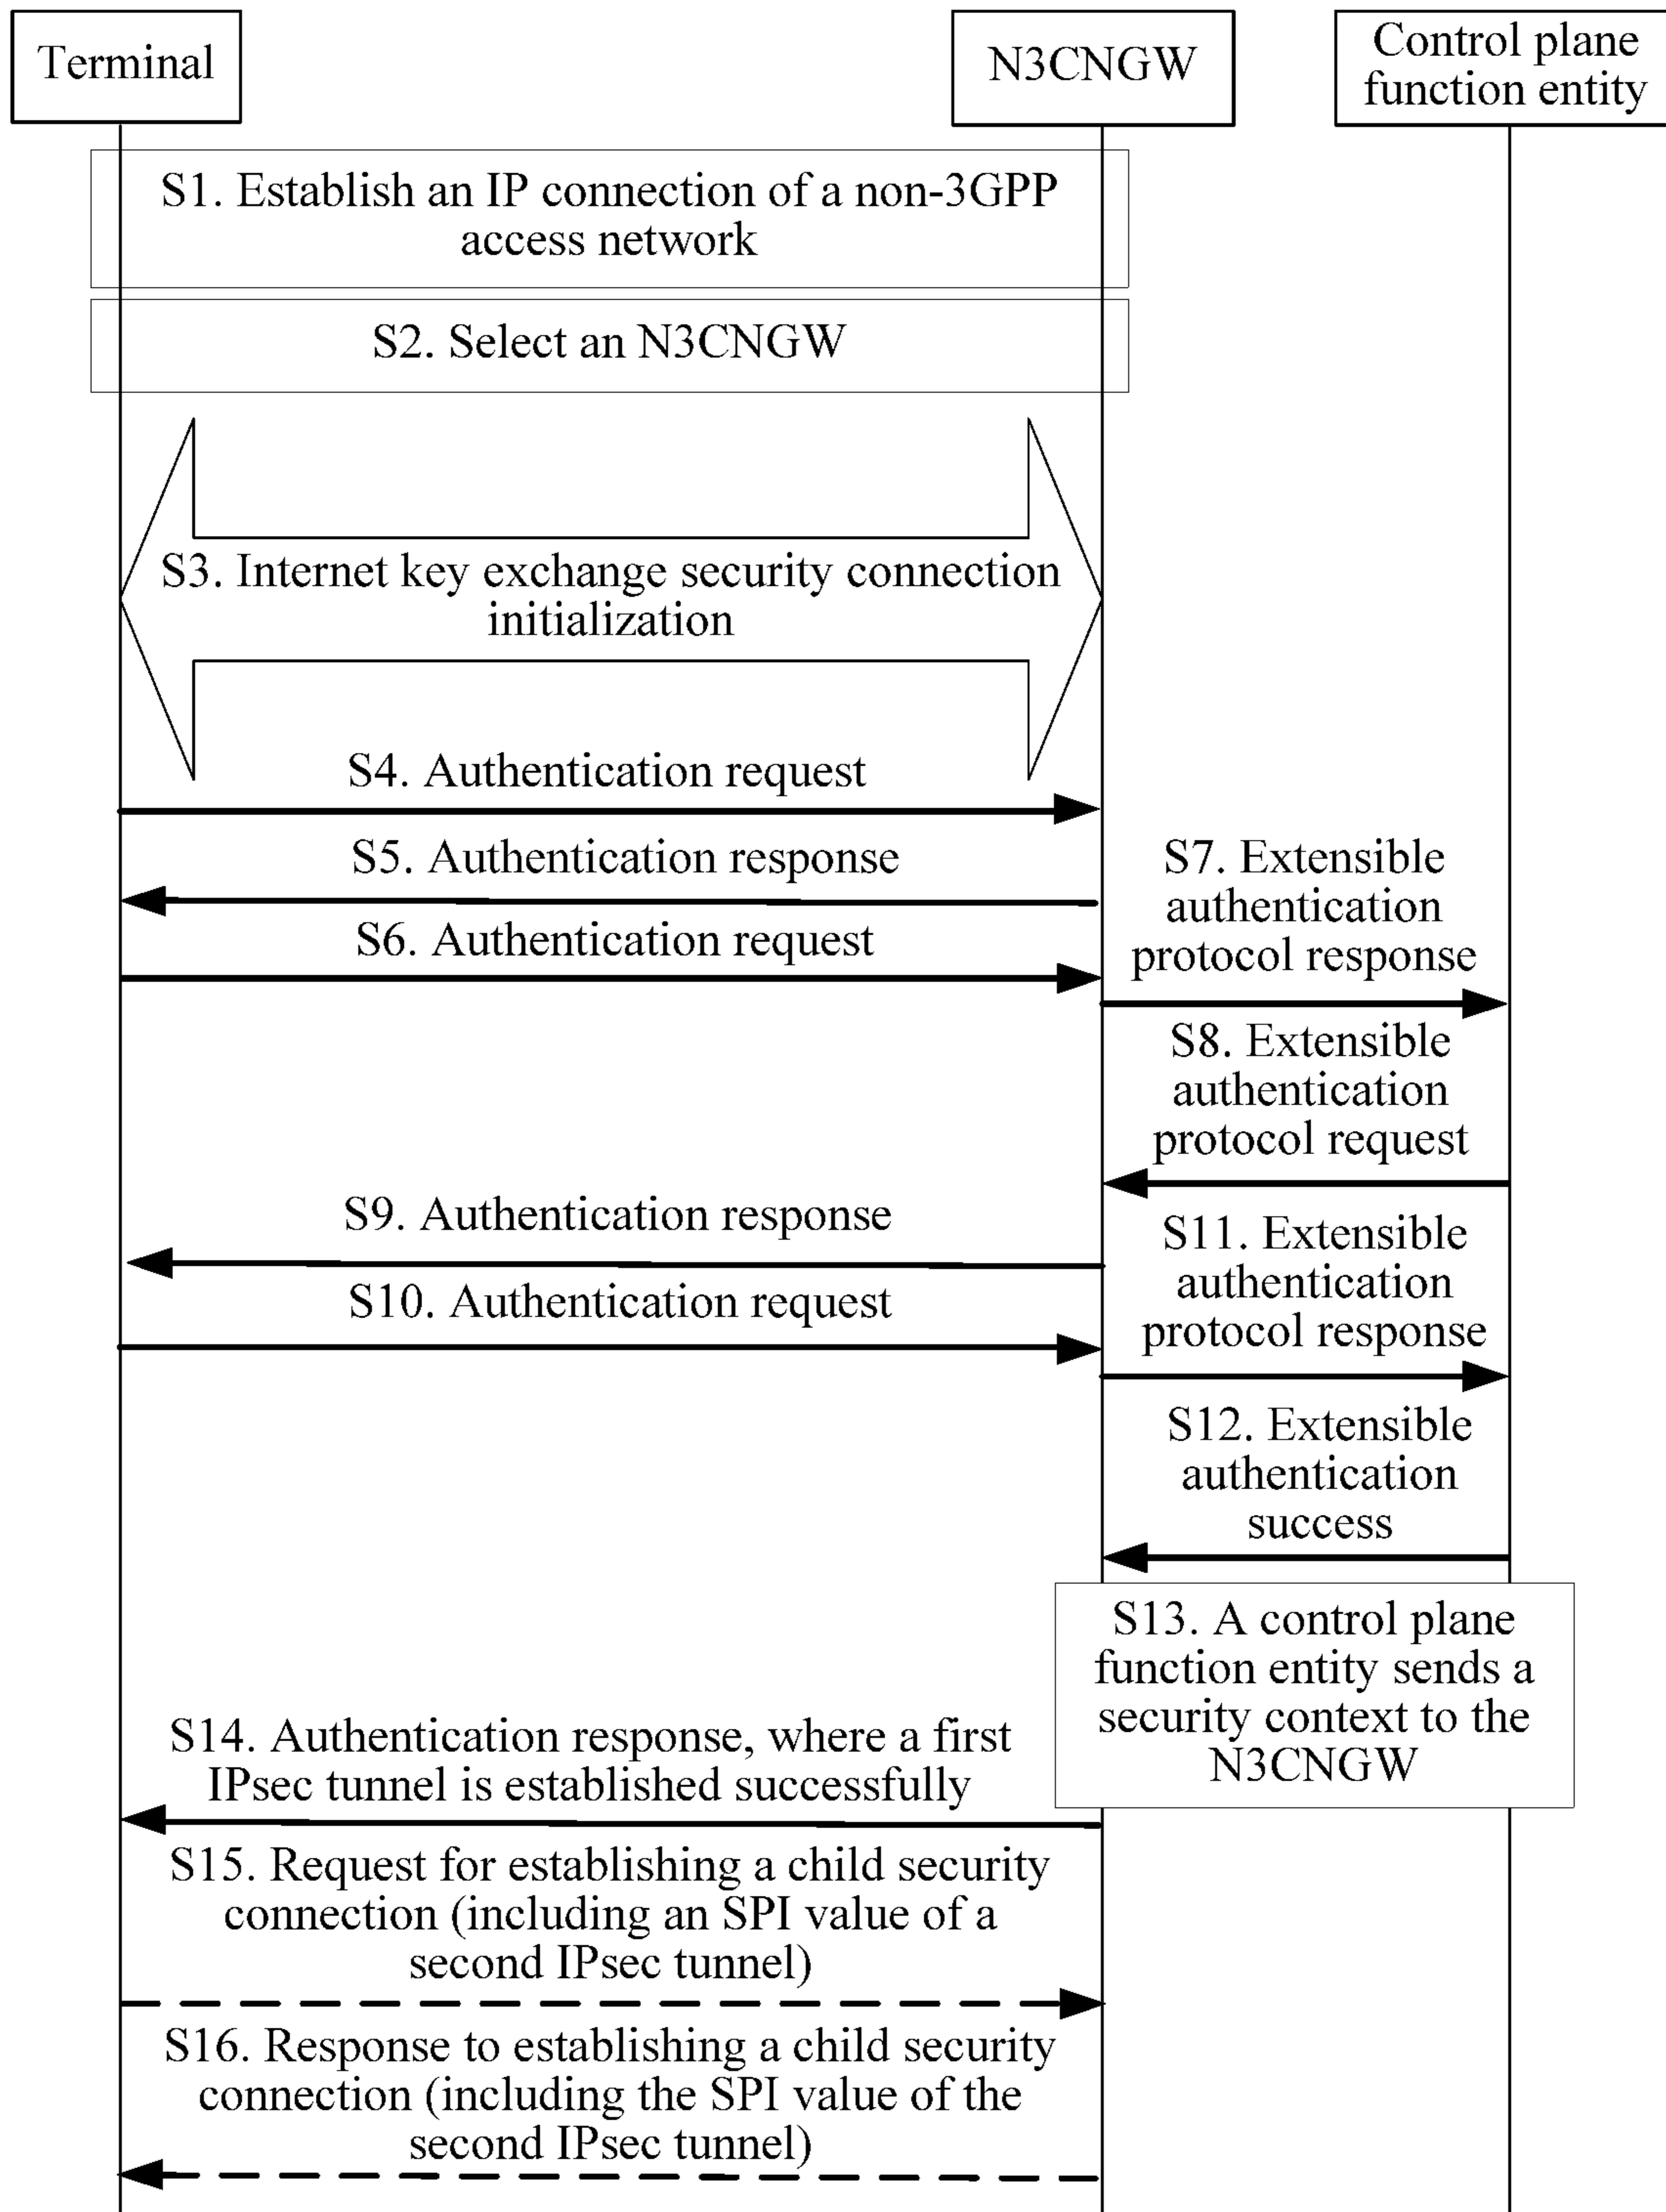 Terminal
N3CNGW
Control plane
function entity
S1. Establish an IP connection of a non-3GPP
access network
S2. Select an N3CNGW
S3. Internet key exchange security connection
initialization
S4. Authentication request
S5. Authentication response
S6. Authentication request
S7. Extensible
authentication
protocol response
S8. Extensible
authentication
protocol request
S9. Authentication response
S10. Authentication request
S11. Extensible
authentication
protocol response
S12. Extensible
authentication
success
S13. A control plane
function entity sends a
security context to the
N3CNGW
S14. Authentication response, where a first
IPsec tunnel is established successfully
S15. Request for establishing a child security
connection (including an SPI value of a
second IPsec tunnel)
S16. Response to establishing a child security
connection (including the SPI value of the
second IPsec tunnel)